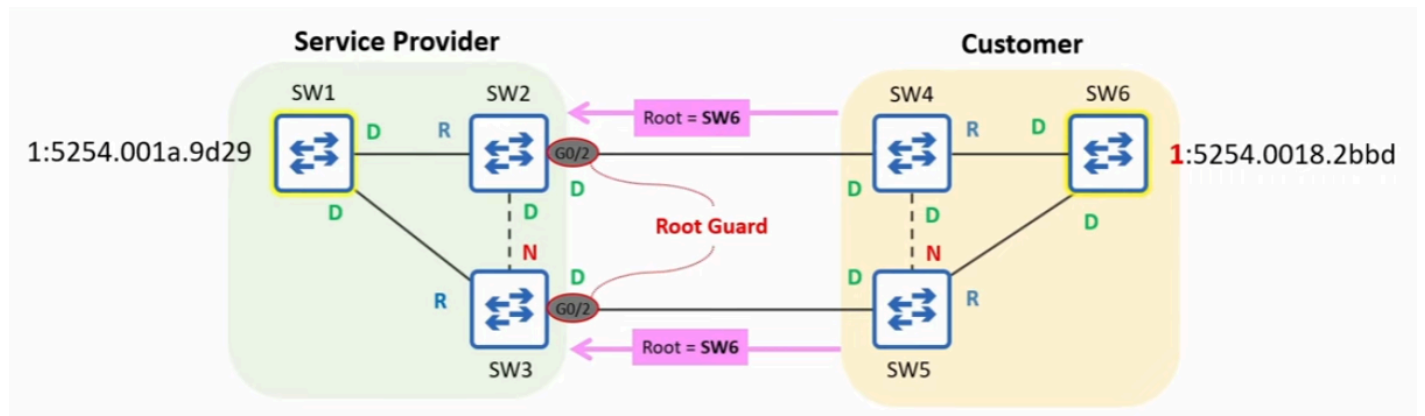 Service Provider
Customer
SW1
SW2
SW4
SW6
Root = SW6
D
R
R
D
1:5254.001a.9d29
G0/2
1:5254.0018.2bbd
D
D
D
D
D
D
Root Guard
N
N
D
D
R
R
G0/2
Root = SW6
SW3
SW5